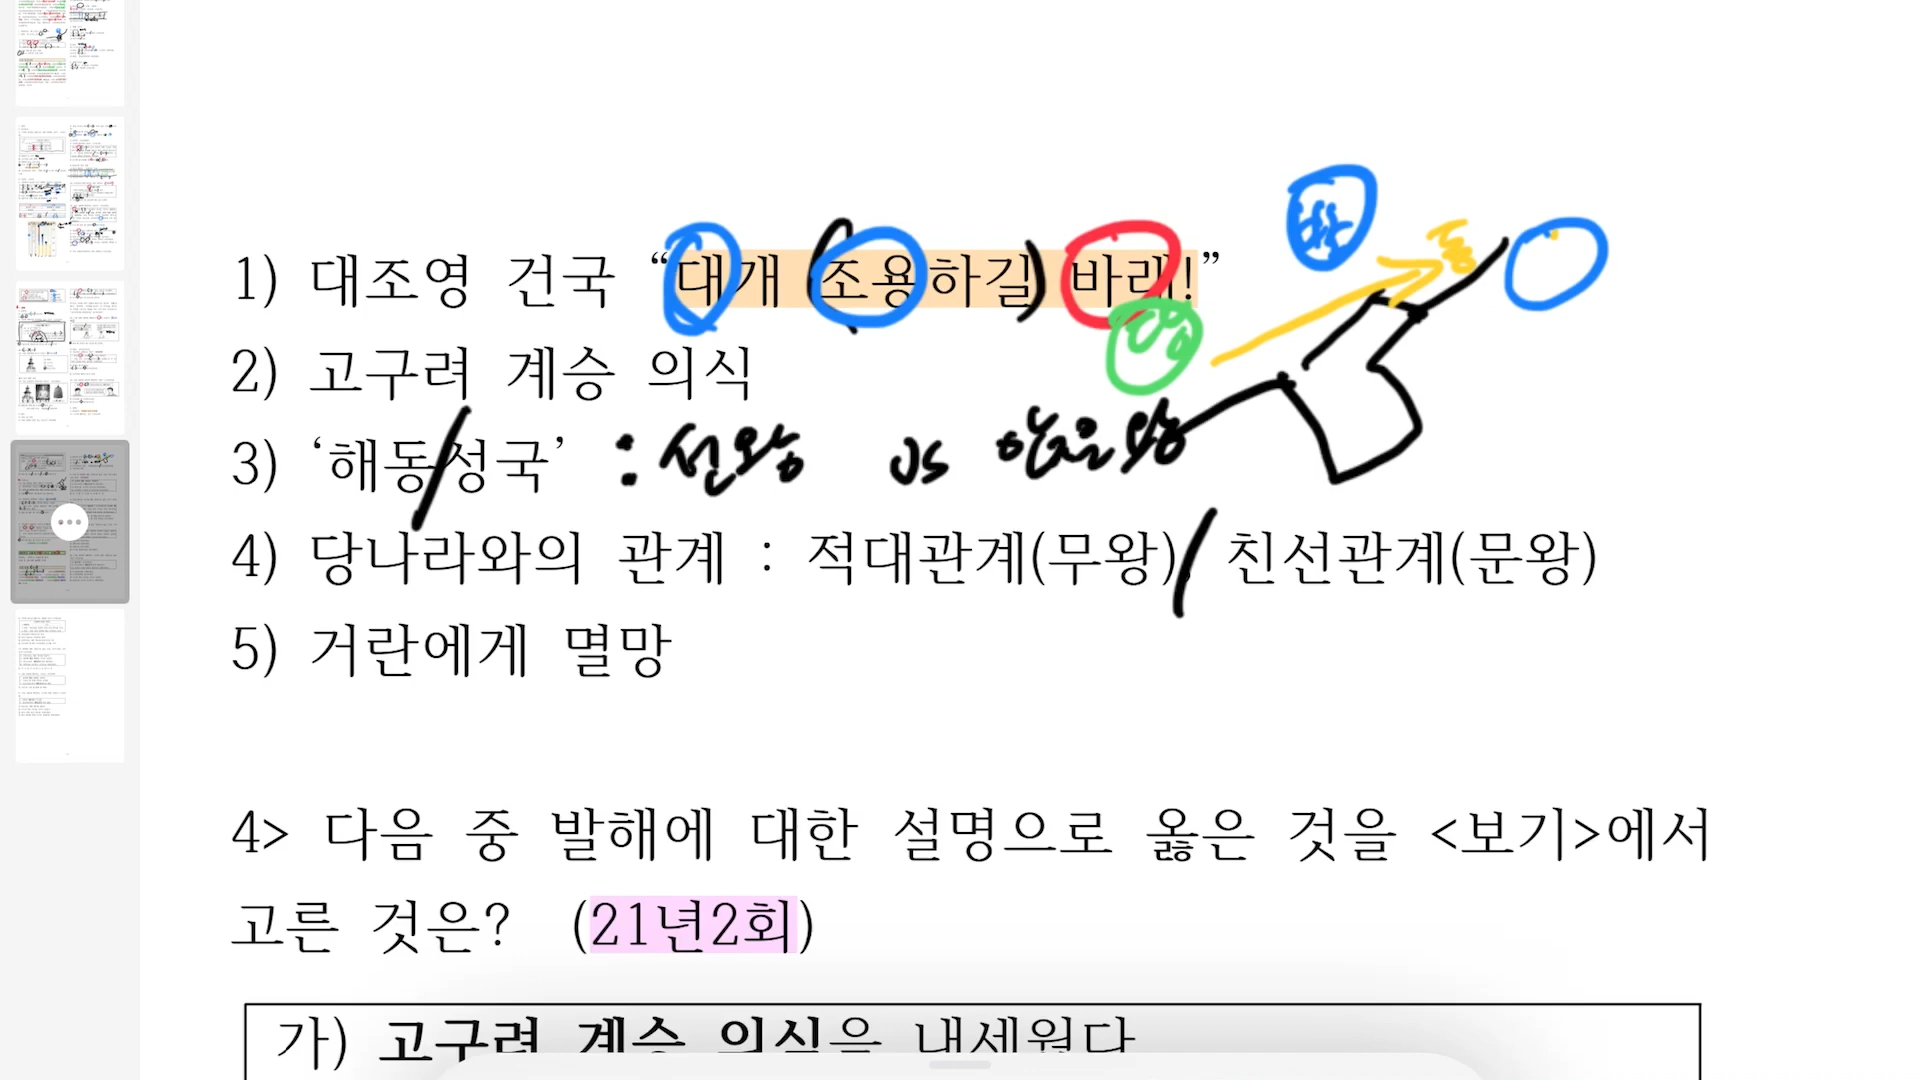 1) 대조영 건국 “대개 조용하길 바래!”
2) 고구려 계승 의식
3) ‘해동성국’ : 선왕 vs
4) 당나라와의 관계 : 적대관계(무왕), 친선관계(문왕)
5) 거란에게 멸망
4> 다음 중 발해에 대한 설명으로 옳은 것을 <보기>에서
고른 것은? (21년2회)
가) 고구려 계승 의식을 내세웠다
동